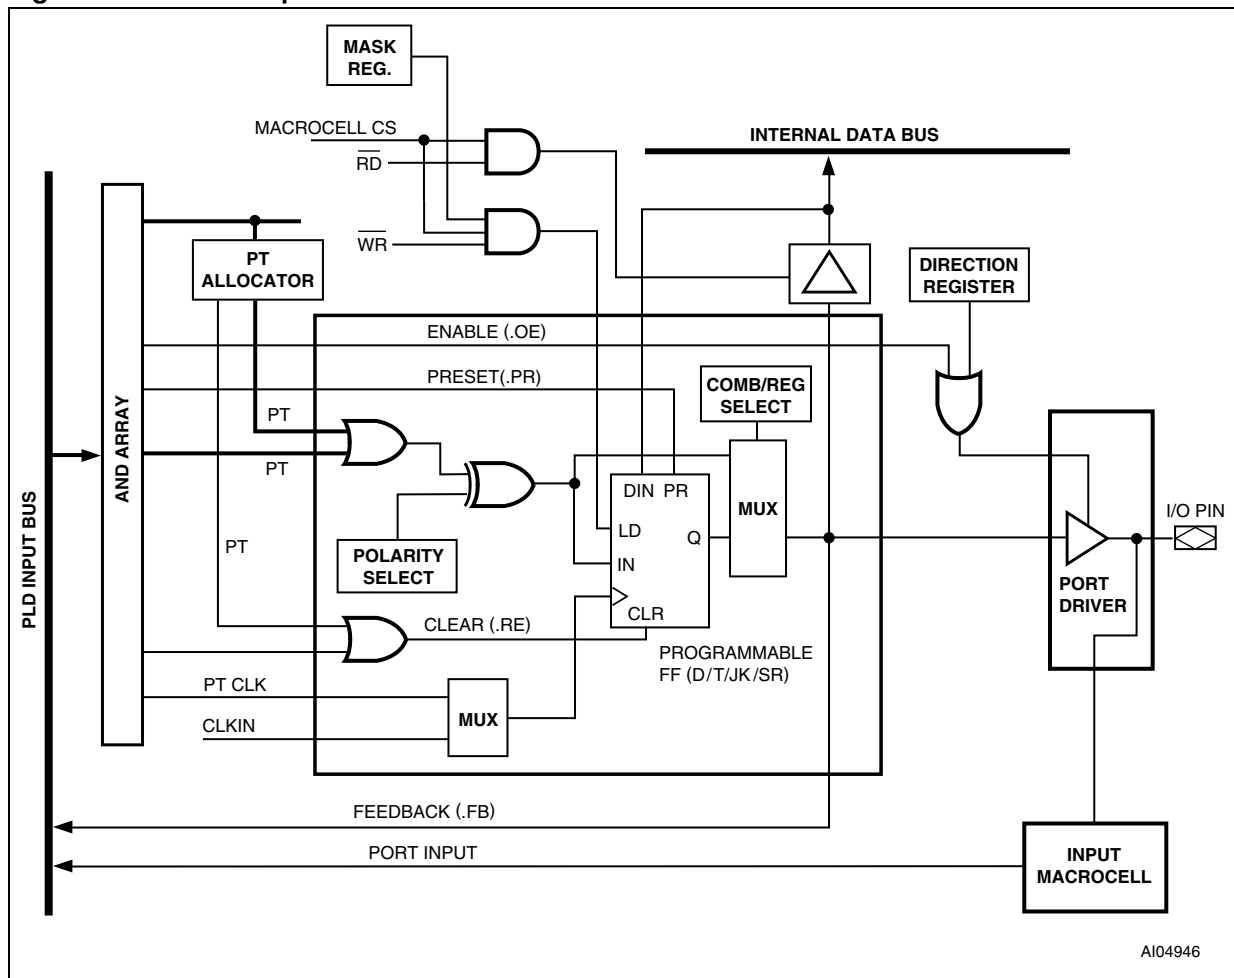 MASK
REG.
MACROCELL CS
RD
WR
INTERNAL DATA BUS
PT
ALLOCATOR
DIRECTION
REGISTER
ENABLE (.OE)
PRESET(.PR)
COMB/REG
SELECT
PT
PT
AND ARRAY
PLD INPUT BUS
DIN PR
MUX
LD
Q
IN
I/O PIN
POLARITY
SELECT
PT
PORT
DRIVER
CLR
CLEAR (.RE)
PROGRAMMABLE
FF (D/T/JK/SR)
PT CLK
MUX
CLKIN
FEEDBACK (.FB)
PORT INPUT
INPUT
MACROCELL
AI04946